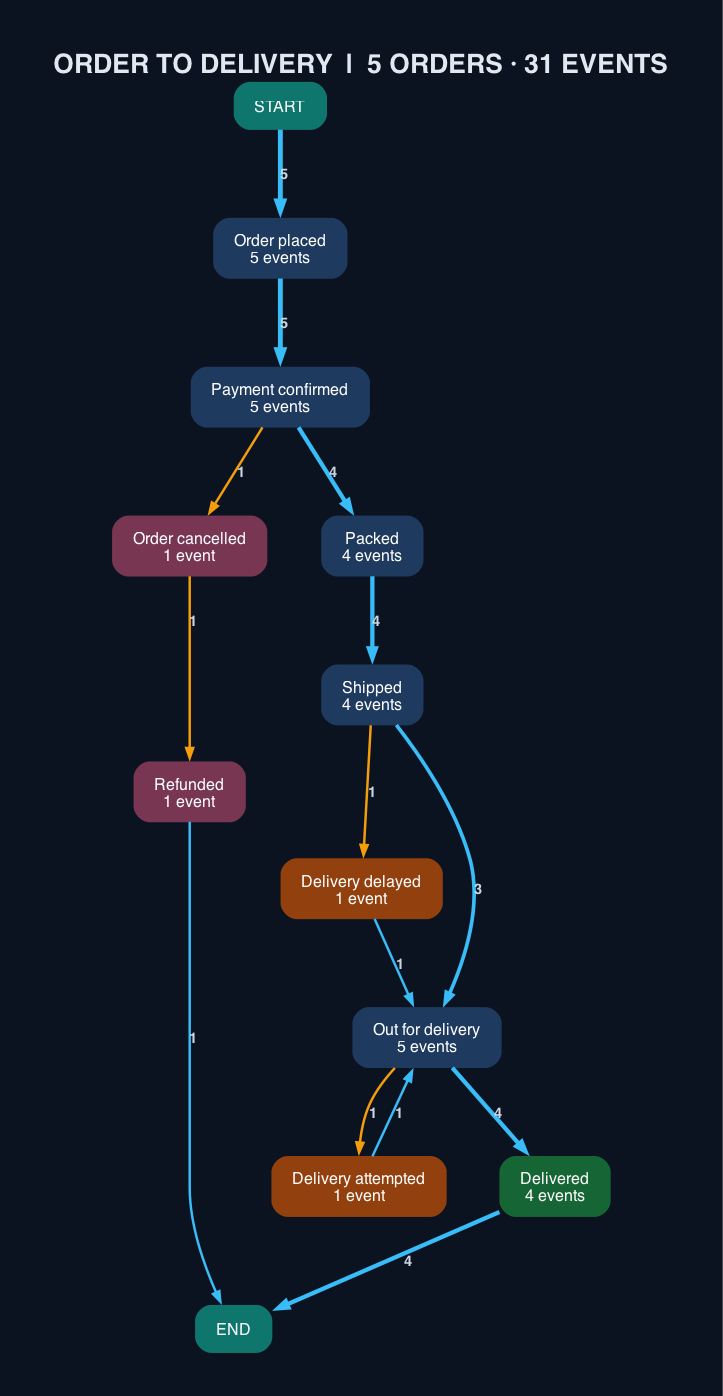 ORDER TO DELIVERY | 5 ORDERS · 31 EVENTS
START
5
Order placed
5 events
5
Payment confirmed
5 events
1
4
Order cancelled
1 event
Packed
4 events
1
4
Shipped
4 events
Refunded
1 event
1
3
Delivery delayed
1 event
1
1
Out for delivery
5 events
1
1
4
Delivery attempted
1 event
Delivered
4 events
4
END